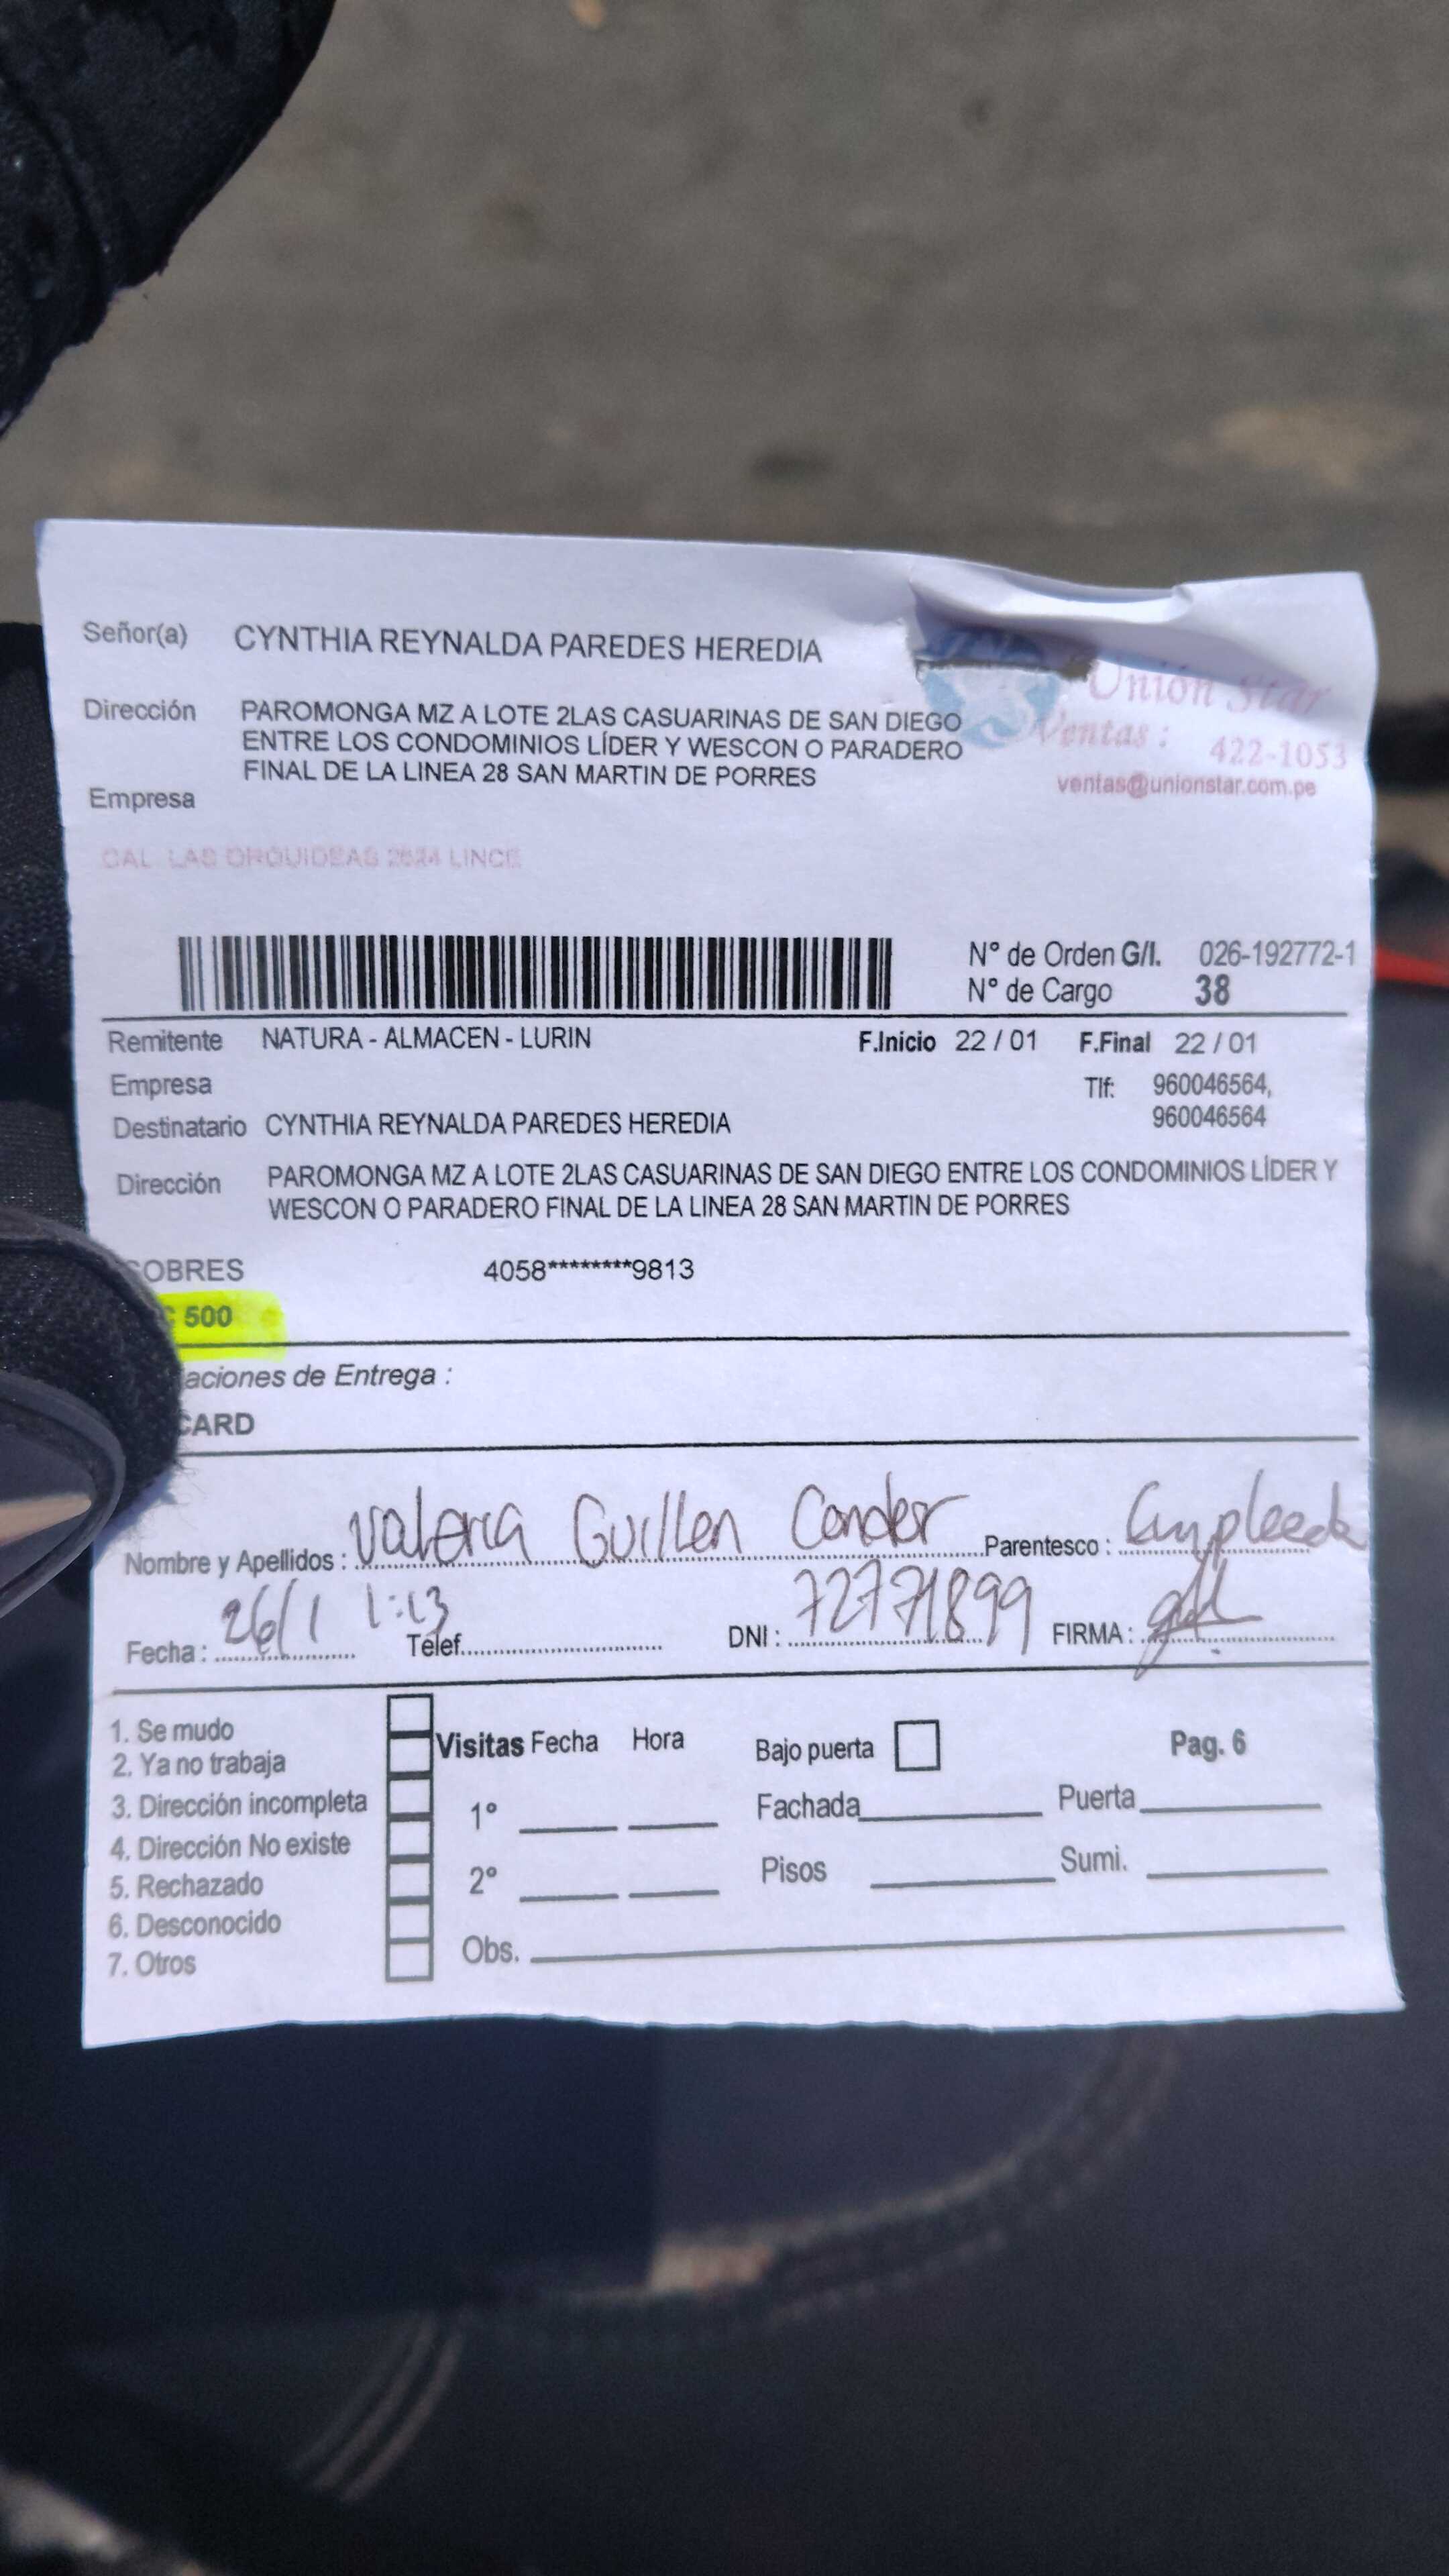 Señor(a) CYNTHIA REYNALDA PAREDES HEREDIA
Unión Star
Ventas : 422-1053
ventas@unionstar.com.pe
Dirección PAROMONGA MZ A LOTE 2LAS CASUARINAS DE SAN DIEGO
ENTRE LOS CONDOMINIOS LÍDER Y WESCON O PARADERO
FINAL DE LA LINEA 28 SAN MARTIN DE PORRES
Empresa
CAL LAS ORQUIDEAS 2624 LINCE
N° de Orden G/I. 026-192772-1
N° de Cargo 38
Remitente NATURA - ALMACEN - LURIN F.Inicio 22 / 01 F.Final 22 / 01
Empresa Tlf: 960046564,
960046564
Destinatario CYNTHIA REYNALDA PAREDES HEREDIA
Dirección PAROMONGA MZ A LOTE 2LAS CASUARINAS DE SAN DIEGO ENTRE LOS CONDOMINIOS LÍDER Y
WESCON O PARADERO FINAL DE LA LINEA 28 SAN MARTIN DE PORRES
SOBRES 4058********9813
500
aciones de Entrega :
CARD
Nombre y Apellidos : Valeria Guillen Condor Parentesco : Empleada
Fecha : 26/1 1:13 Telef. DNI : 72771899 FIRMA :
1. Se mudo
2. Ya no trabaja
3. Dirección incompleta
4. Dirección No existe
5. Rechazado
6. Desconocido
7. Otros
Visitas Fecha Hora
1°
2°
Obs.
Bajo puerta Pag. 6
Fachada Puerta
Pisos Sumi.